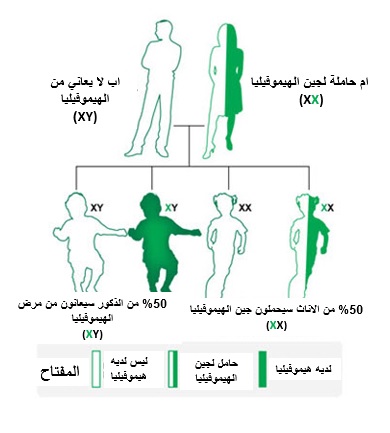 ام حاملة لجين الهيموفيليا
(XX)
اب لا يعاني من
الهيموفيليا
(XY)
XY
XY
XX
XX
50% من الذكور سيعانون من مرض
الهيموفيليا
(XY)
50% من الاناث سيحملون جين الهيموفيليا
(XX)
المفتاح
ليس لديه
هيموفيليا
حامل لجين
الهيموفيليا
لديه هيموفيليا